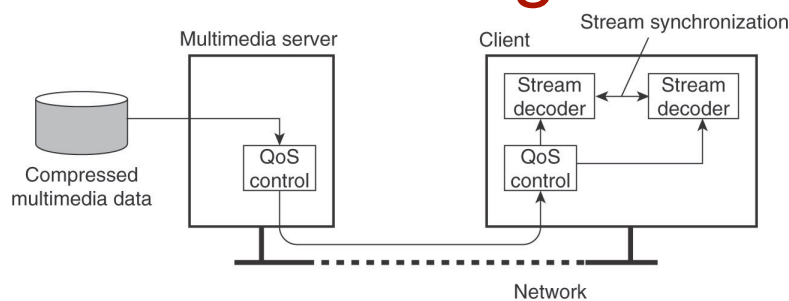 g
Stream synchronization
Multimedia server
Client
Stream
decoder
Stream
decoder
QoS
control
QoS
control
Compressed
multimedia data
Network